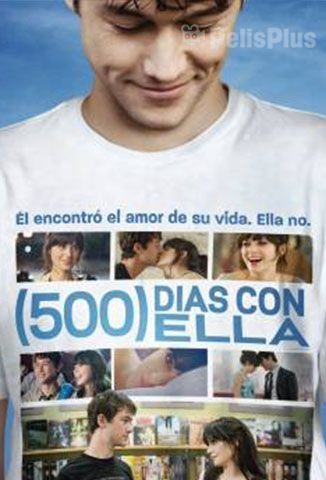 PelisPlus
Él encontró el amor de su vida. Ella no.
(500) DIAS CON
ELLA